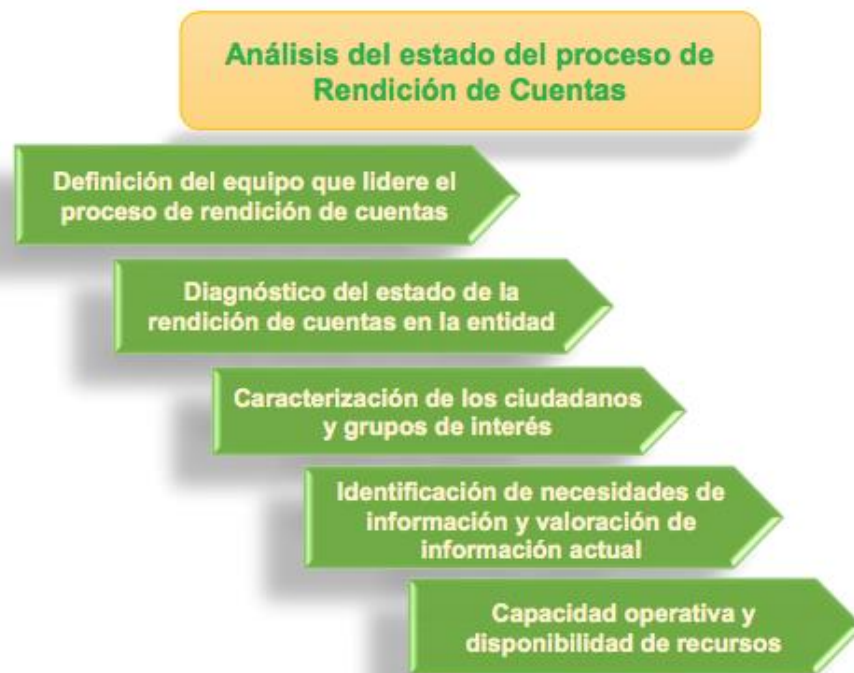 Análisis del estado del proceso de
Rendición de Cuentas
Definición del equipo que lidere el
proceso de rendición de cuentas
Diagnóstico del estado de la
rendición de cuentas en la entidad
Caracterización de los ciudadanos
y grupos de interés
Identificación de necesidades de
información y valoración de
información actual
Capacidad operativa y
disponibilidad de recursos